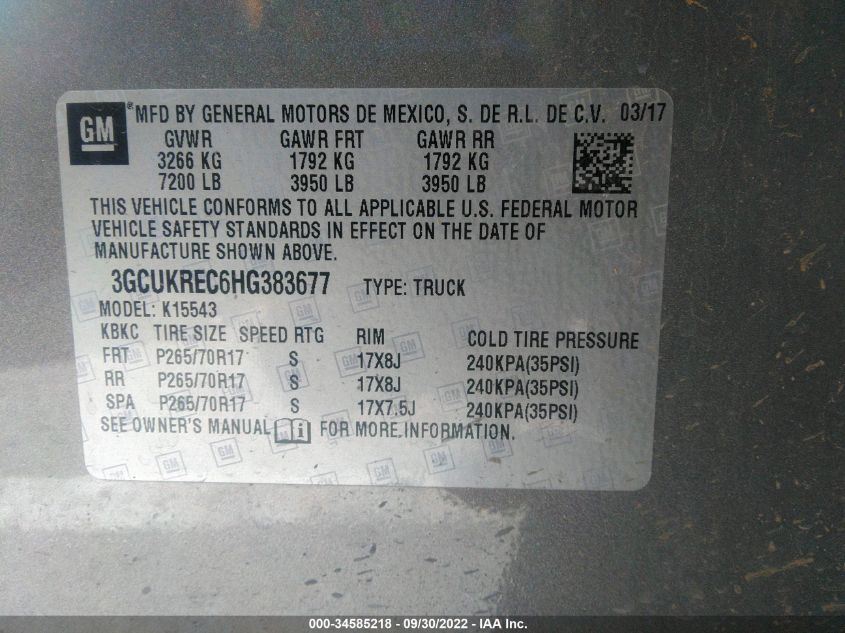 GM ® MFD BY GENERAL MOTORS DE MEXICO, S. DE R.L. DE C.V. 03/17
GVWR GAWR FRT GAWR RR
3266 KG 1792 KG 1792 KG
7200 LB 3950 LB 3950 LB
THIS VEHICLE CONFORMS TO ALL APPLICABLE U.S. FEDERAL MOTOR
VEHICLE SAFETY STANDARDS IN EFFECT ON THE DATE OF
MANUFACTURE SHOWN ABOVE.
3GCUKREC6HG383677 TYPE: TRUCK
MODEL: K15543
KBKC TIRE SIZE SPEED RTG RIM COLD TIRE PRESSURE
FRT P265/70R17 S 17X8J 240KPA(35PSI)
RR P265/70R17 S 17X8J 240KPA(35PSI)
SPA P265/70R17 S 17X7.5J 240KPA(35PSI)
SEE OWNER'S MANUAL i FOR MORE INFORMATION.
000-34585218 - 09/30/2022 - IAA Inc.